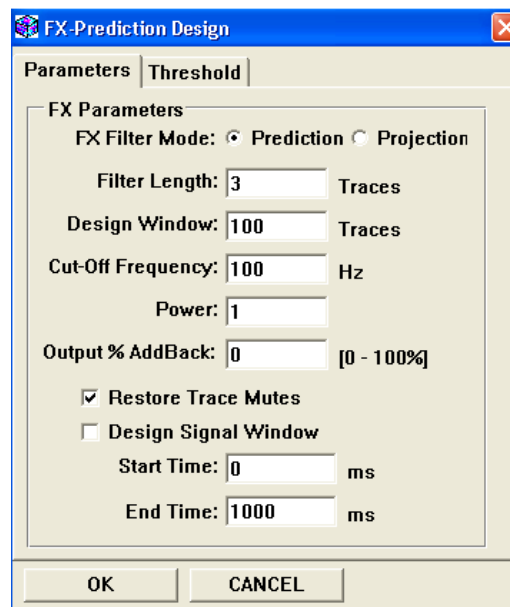 FX-Prediction Design
Parameters Threshold
FX Parameters
FX Filter Mode: Prediction Projection
Filter Length: 3 Traces
Design Window: 100 Traces
Cut-Off Frequency: 100 Hz
Power: 1
Output % AddBack: 0 [0 - 100%]
Restore Trace Mutes
Design Signal Window
Start Time: 0 ms
End Time: 1000 ms
OK CANCEL